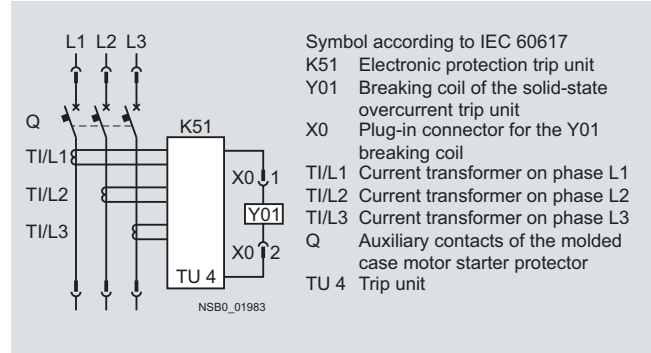 L1 L2 L3
Q
K51
TI/L1
TI/L2
TI/L3
X0 1
Y01
X0 2
TU 4
NSB0_01983
Symbol according to IEC 60617
K51 Electronic protection trip unit
Y01 Breaking coil of the solid-state
overcurrent trip unit
X0 Plug-in connector for the Y01
breaking coil
TI/L1 Current transformer on phase L1
TI/L2 Current transformer on phase L2
TI/L3 Current transformer on phase L3
Q Auxiliary contacts of the molded
case motor starter protector
TU 4 Trip unit